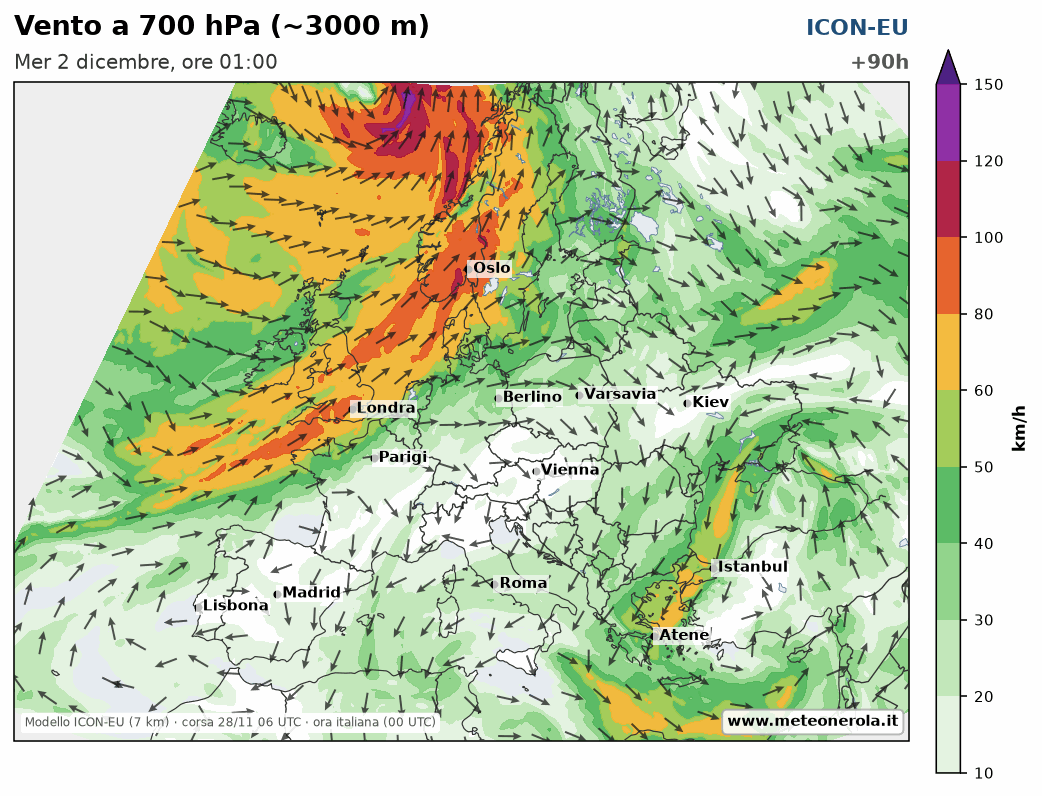 Vento a 700 hPa (~3000 m)
ICON-EU
Mer 2 dicembre, ore 01:00
+90h
150
120
100
80
60
50
40
30
20
10
km/h
Oslo
Berlino
Varsavia
Kiev
Londra
Parigi
Vienna
Istanbul
Roma
Madrid
Lisbona
Atene
Modello ICON-EU (7 km) · corsa 28/11 06 UTC · ora italiana (00 UTC)
www.meteonerola.it